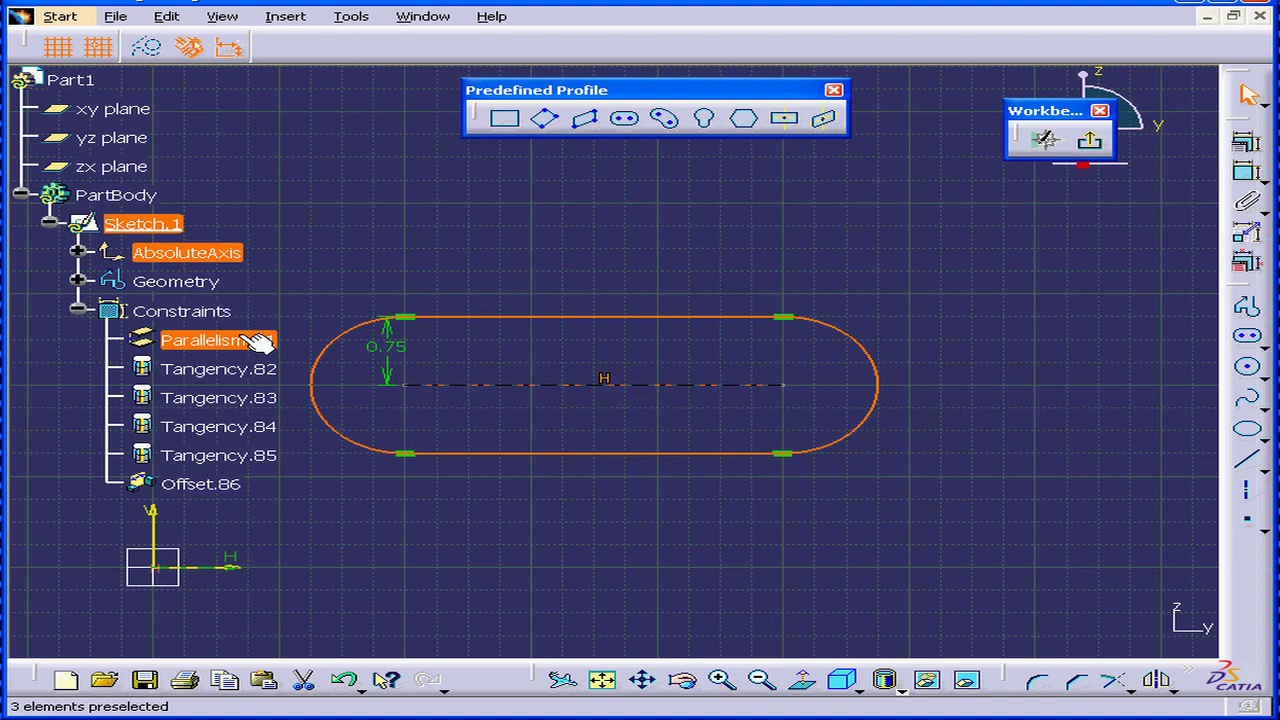 Start File Edit View Insert Tools Window Help
Part1
xy plane
yz plane
zx plane
PartBody
Sketch.1
AbsoluteAxis
Geometry
Constraints
Tangency.82
Tangency.83
Tangency.84
Tangency.85
Offset.86
Predefined Profile
Workbe...
z
y
0.75
H
V
H
z
y
DS
CATIA
3 elements preselected